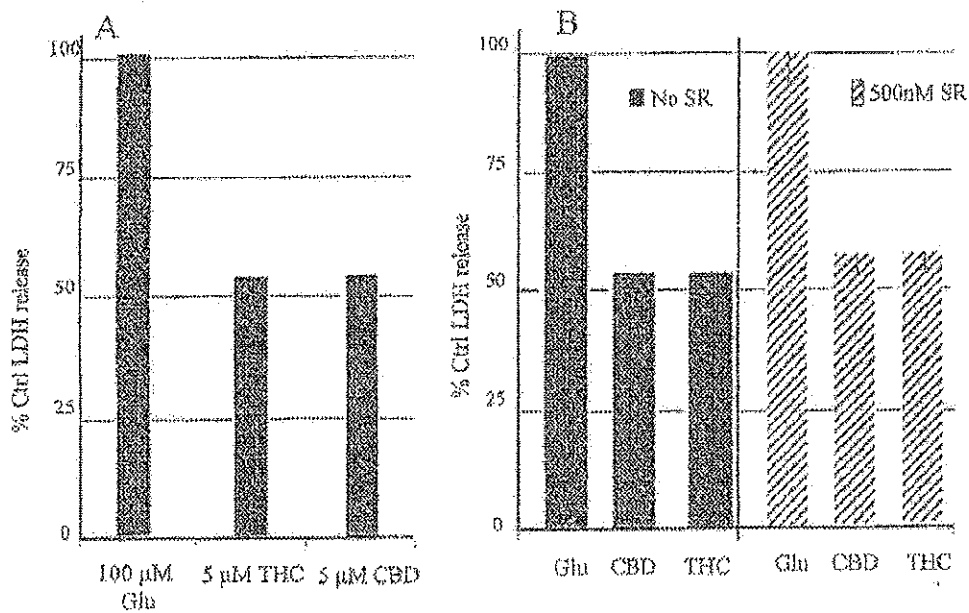 A
100
75
50
25
0
% Ctrl LDH release
100 µM Glu
5 µM THC
5 µM CBD
B
100
75
50
25
0
% Ctrl LDH release
No SR
500nM SR
Glu CBD THC Glu CBD THC